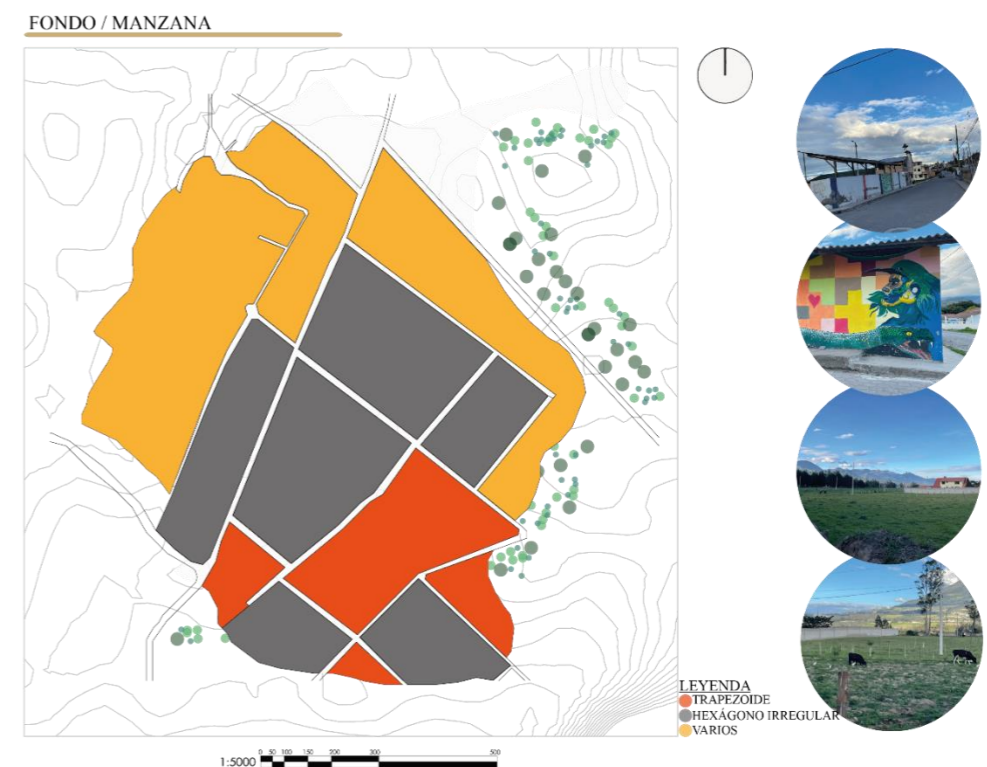 FONDO / MANZANA
LEYENDA
TRAPEZOIDE
HEXÁGONO IRREGULAR
VARIOS
1:5000
0 50 100 150 200 300 500